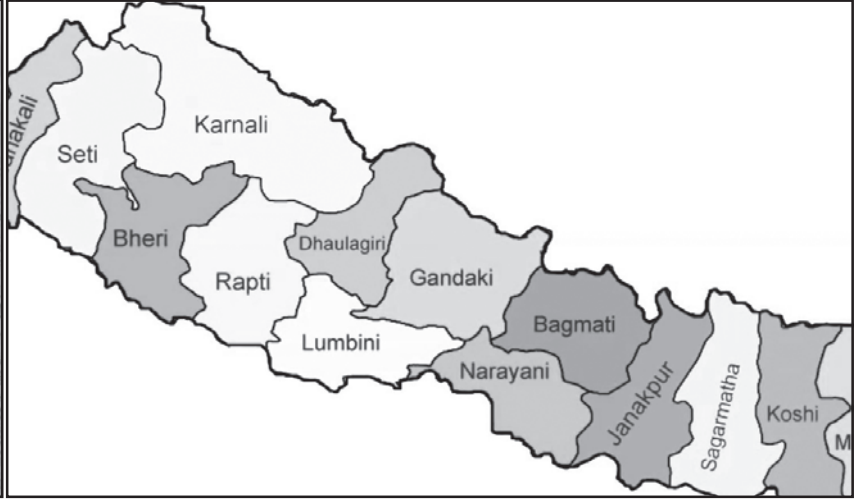 Karnali
Seti
Bheri
Dhaulagiri
Rapti
Gandaki
Lumbini
Bagmati
Narayani
Janakpur
Sagarmatha
Koshi